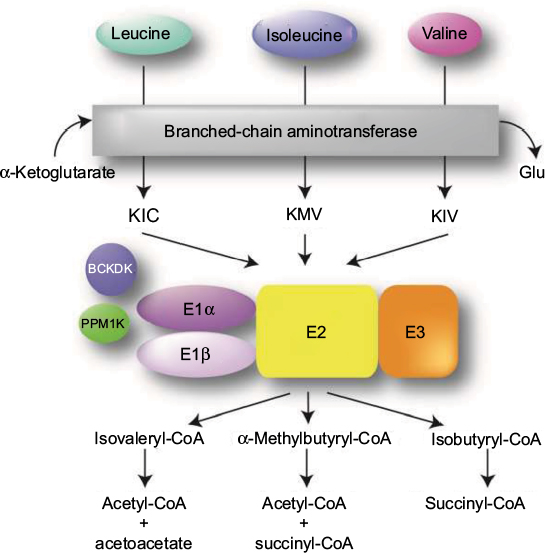 Leucine
Isoleucine
Valine
Branched-chain aminotransferase
α-Ketoglutarate
Glu
KIC
KMV
KIV
BCKDK
PPM1K
E1α
E1β
E2
E3
Isovaleryl-CoA
α-Methylbutyryl-CoA
Isobutyryl-CoA
Acetyl-CoA
+
acetoacetate
Acetyl-CoA
+
succinyl-CoA
Succinyl-CoA